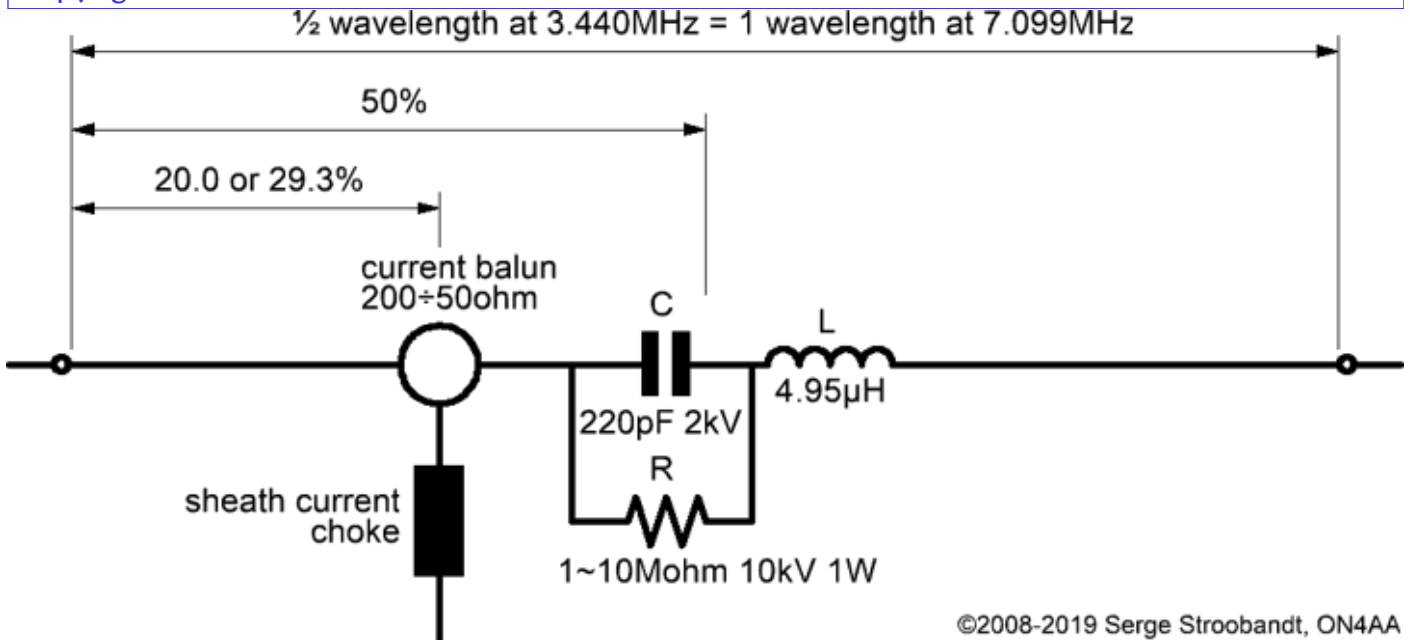 ½ wavelength at 3.440MHz = 1 wavelength at 7.099MHz
50%
20.0 or 29.3%
current balun
200÷50ohm
C
L
4.95µH
220pF 2kV
R
sheath current
choke
1~10Mohm 10kV 1W
©2008-2019 Serge Stroobandt, ON4AA